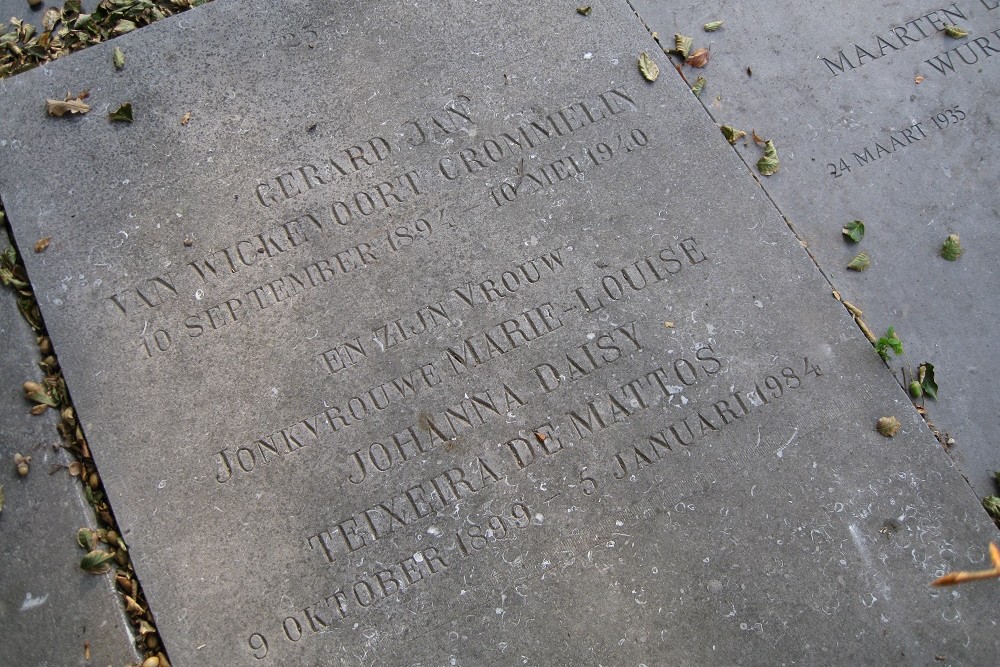 25
GERARD JAN
VAN WICKEVOORT CROMMELIN
10 SEPTEMBER 1894 — 10 MEI 1940
EN ZIJN VROUW
JONKVROUWE MARIE-LOUISE
JOHANNA DAISY
TEIXEIRA DE MATTOS
9 OKTOBER 1899 — 5 JANUARI 1984
MAARTEN
24 MAART 1935